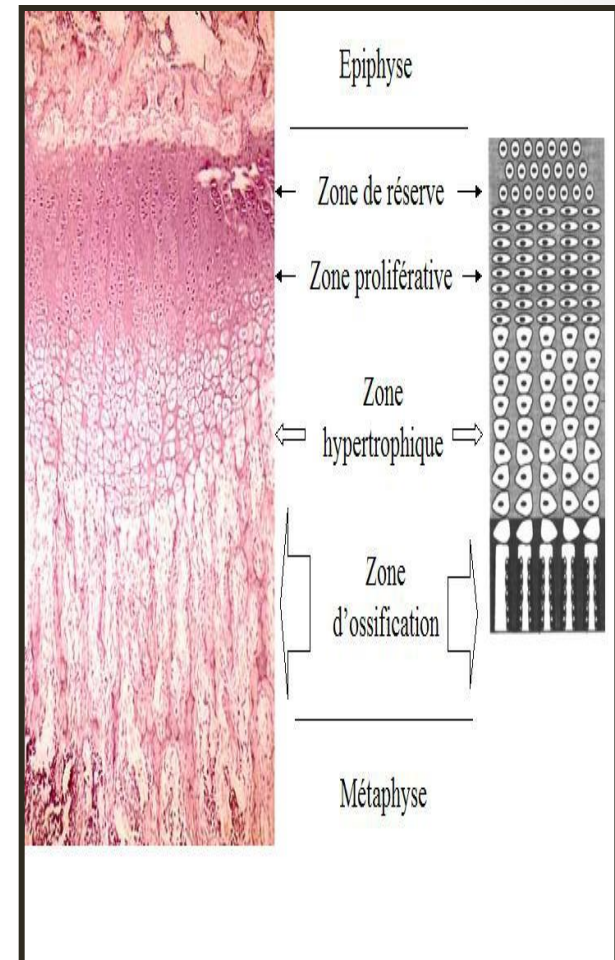 Epiphyse
Zone de réserve
Zone proliférative
Zone
hypertrophique
Zone
d'ossification
Métaphyse